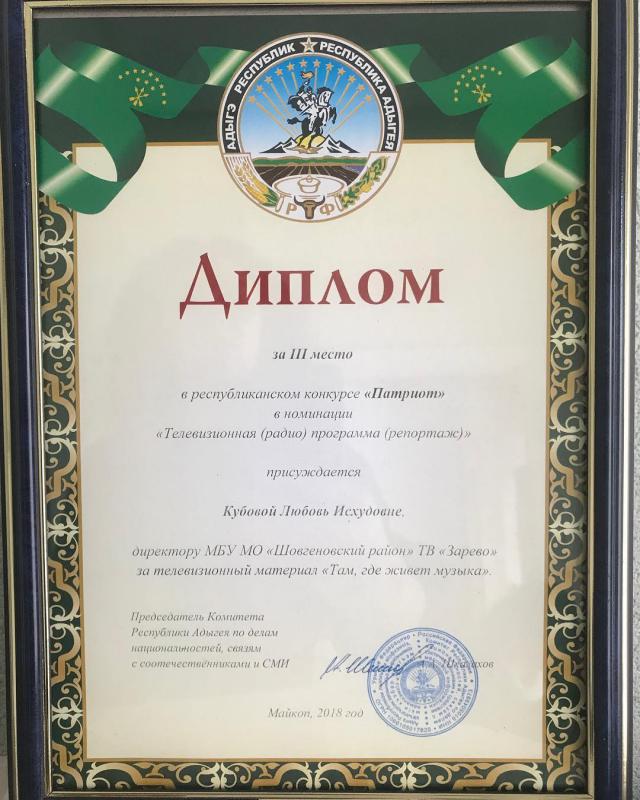 АДЫГЭ РЕСПУБЛИК ★ РЕСПУБЛИКА АДЫГЕЯ
Р Ф
Диплом
за III место
в республиканском конкурсе «Патриот»
в номинации
«Телевизионная (радио) программа (репортаж)»
присуждается
Кубовой Любовь Исхудовне,
директору МБУ МО «Шовгеновский район» ТВ «Зарево»
за телевизионный материал «Там, где живет музыка».
Председатель Комитета
Республики Адыгея по делам
национальностей, связям
с соотечественниками и СМИ
Майкоп, 2018 год